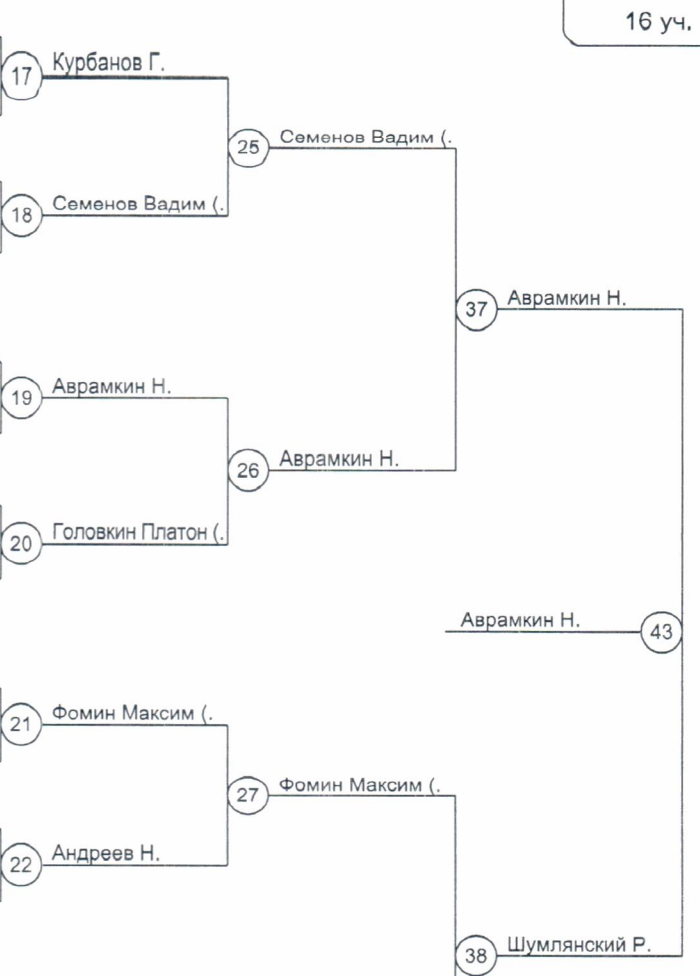 16 уч.
17 Курбанов Г.
25 Семенов Вадим (.
18 Семенов Вадим (.
37 Аврамкин Н.
19 Аврамкин Н.
26 Аврамкин Н.
20 Головкин Платон (.
Аврамкин Н. 43
21 Фомин Максим (.
27 Фомин Максим (.
22 Андреев Н.
38 Шумлянский Р.